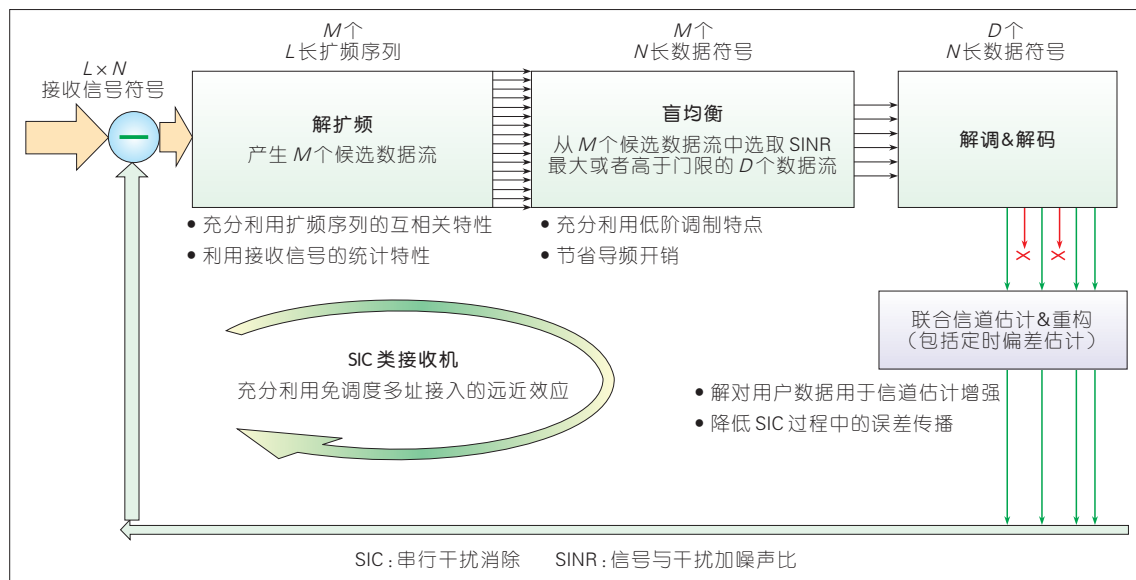 M个
L长扩频序列
M个
N长数据符号
D个
N长数据符号
L×N
接收信号符号
解扩频
产生 M个候选数据流
盲均衡
从 M个候选数据流中选取 SINR
最大或者高于门限的 D个数据流
解调&解码
• 充分利用扩频序列的互相关特性
• 利用接收信号的统计特性
• 充分利用低阶调制特点
• 节省导频开销
X X
联合信道估计&重构
（包括定时偏差估计）
SIC 类接收机
充分利用免调度多址接入的远近效应
• 解对用户数据用于信道估计增强
• 降低 SIC 过程中的误差传播
SIC：串行干扰消除 SINR：信号与干扰加噪声比